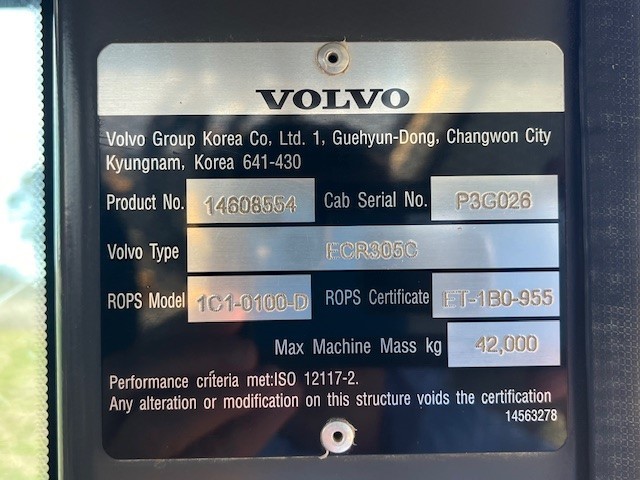 VOLVO
Volvo Group Korea Co, Ltd. 1, Guehyun-Dong, Changwon City
Kyungnam, Korea 641-430
Product No. 14608554 Cab Serial No. P3G026
Volvo Type ECR305C
ROPS Model 1C1-0100-D ROPS Certificate ET-1B0-955
Max Machine Mass kg 42,000
Performance criteria met:ISO 12117-2.
Any alteration or modification on this structure voids the certification
14563278